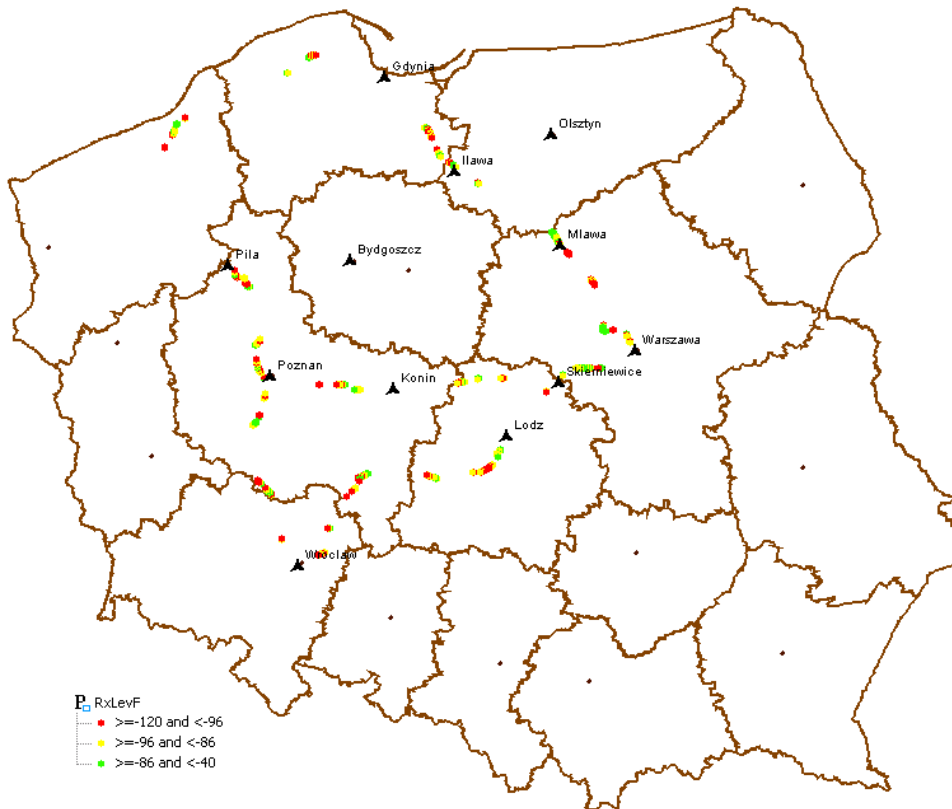 Gdynia
Olsztyn
Ilawa
Mlawa
Pila
Bydgoszcz
Warszawa
Poznan
Konin
Skierniewice
Lodz
Wroclaw
P RxLevF
>=-120 and <-96
>=-96 and <-86
>=-86 and <-40